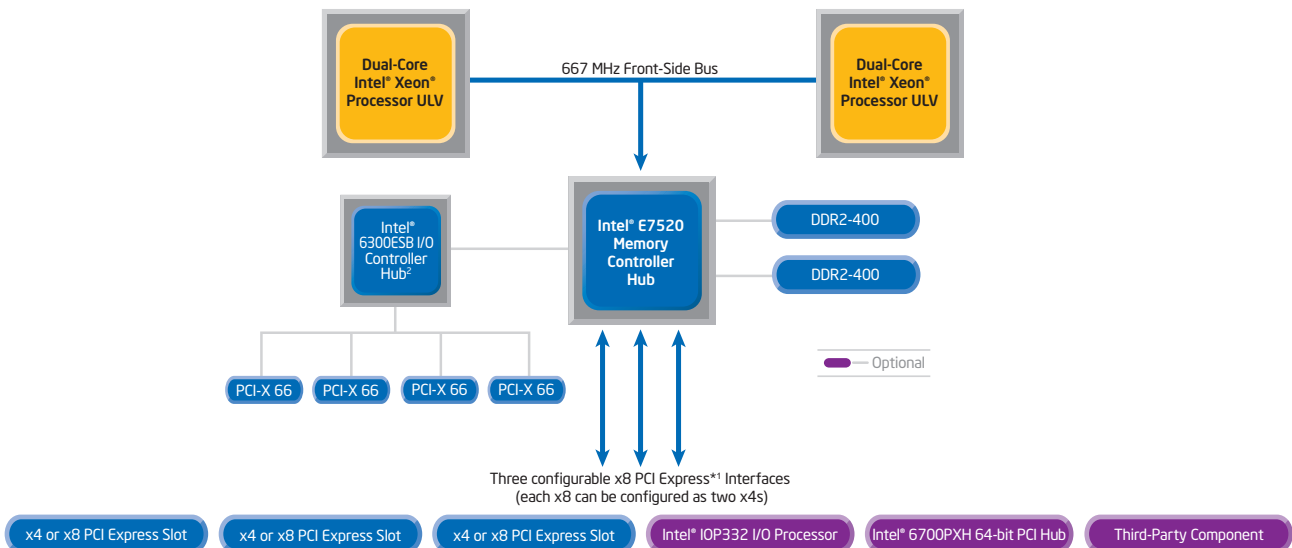 Dual-Core
Intel® Xeon®
Processor ULV
667 MHz Front-Side Bus
Dual-Core
Intel® Xeon®
Processor ULV
Intel®
6300ESB I/O
Controller
Hub²
Intel® E7520
Memory
Controller
Hub
DDR2-400
DDR2-400
Optional
PCI-X 66
PCI-X 66
PCI-X 66
PCI-X 66
Three configurable x8 PCI Express*¹ Interfaces
(each x8 can be configured as two x4s)
x4 or x8 PCI Express Slot
x4 or x8 PCI Express Slot
x4 or x8 PCI Express Slot
Intel® IOP332 I/O Processor
Intel® 6700PXH 64-bit PCI Hub
Third-Party Component